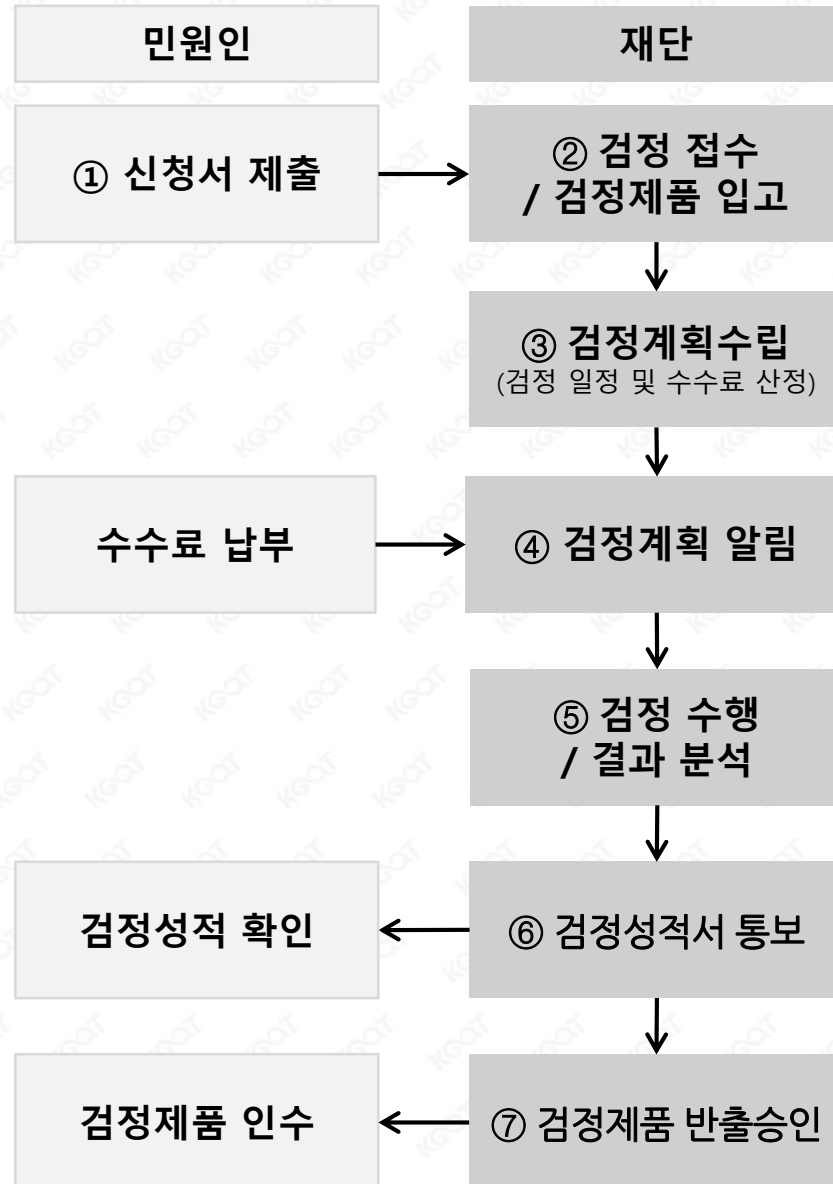 민원인
재단
① 신청서 제출
② 검정 접수
/ 검정제품 입고
③ 검정계획수립
(검정 일정 및 수수료 산정)
수수료 납부
④ 검정계획 알림
⑤ 검정 수행
/ 결과 분석
검정성적 확인
⑥ 검정성적서 통보
검정제품 인수
⑦ 검정제품 반출승인
KGOT